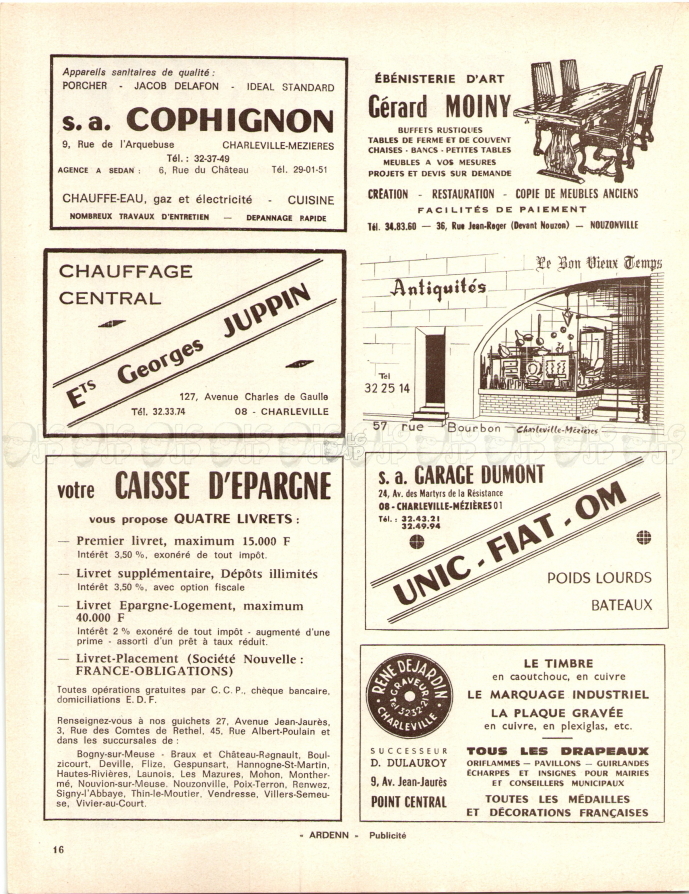 Appareils sanitaires de qualité :
PORCHER - JACOB DELAFON - IDEAL STANDARD
s. a. COPHIGNON
9, Rue de l'Arquebuse CHARLEVILLE-MEZIERES
Tél. : 32-37-49
AGENCE A SEDAN : 6, Rue du Château Tél. 29-01-51
CHAUFFE-EAU, gaz et électricité - CUISINE
NOMBREUX TRAVAUX D'ENTRETIEN — DEPANNAGE RAPIDE
ÉBÉNISTERIE D'ART
Gérard MOINY
BUFFETS RUSTIQUES
TABLES DE FERME ET DE COUVENT
CHAISES - BANCS - PETITES TABLES
MEUBLES A VOS MESURES
PROJETS ET DEVIS SUR DEMANDE
CRÉATION - RESTAURATION - COPIE DE MEUBLES ANCIENS
FACILITÉS DE PAIEMENT
Tél. 34.83.60 — 36, Rue Jean-Roger (Devant Nouzon) — NOUZONVILLE
CHAUFFAGE
CENTRAL
ETS Georges JUPPIN
127, Avenue Charles de Gaulle
Tél. 32.33.74 08 - CHARLEVILLE
Le Bon Vieux Temps
Antiquités
Tel
32 25 14
57 rue Bourbon - Charleville-Mézières
votre CAISSE D'EPARGNE
vous propose QUATRE LIVRETS :
— Premier livret, maximum 15.000 F
Intérêt 3,50 %, exonéré de tout impôt.
— Livret supplémentaire, Dépôts illimités
Intérêt 3,50 %, avec option fiscale
— Livret Epargne-Logement, maximum
40.000 F
Intérêt 2 % exonéré de tout impôt - augmenté d'une
prime - assorti d'un prêt à taux réduit.
— Livret-Placement (Société Nouvelle :
FRANCE-OBLIGATIONS)
Toutes opérations gratuites par C. C. P., chèque bancaire,
domiciliations E. D. F.
Renseignez-vous à nos guichets 27, Avenue Jean-Jaurès,
3, Rue des Comtes de Rethel, 45, Rue Albert-Poulain et
dans les succursales de :
Bogny-sur-Meuse - Braux et Château-Regnault, Boul-
zicourt, Deville, Flize, Gespunsart, Hannogne-St-Martin,
Hautes-Rivières, Launois, Les Mazures, Mohon, Monther-
mé, Nouvion-sur-Meuse, Nouzonville, Poix-Terron, Renwez,
Signy-l'Abbaye, Thin-le-Moutier, Vendresse, Villers-Semeu-
se, Vivier-au-Court.
s. a. GARAGE DUMONT
24, Av. des Martyrs de la Résistance
08 - CHARLEVILLE-MÉZIÈRES 01
Tél. : 32.43.21
32.49.94
UNIC - FIAT - OM
POIDS LOURDS
BATEAUX
RENE DEJARDIN
GRAVEUR
Tél 32-52-21
CHARLEVILLE
SUCCESSEUR
D. DULAUROY
9, Av. Jean-Jaurès
POINT CENTRAL
LE TIMBRE
en caoutchouc, en cuivre
LE MARQUAGE INDUSTRIEL
LA PLAQUE GRAVÉE
en cuivre, en plexiglas, etc.
TOUS LES DRAPEAUX
ORIFLAMMES — PAVILLONS — GUIRLANDES
ÉCHARPES ET INSIGNES POUR MAIRIES
ET CONSEILLERS MUNICIPAUX
TOUTES LES MÉDAILLES
ET DÉCORATIONS FRANÇAISES
- ARDENN - Publicité
16